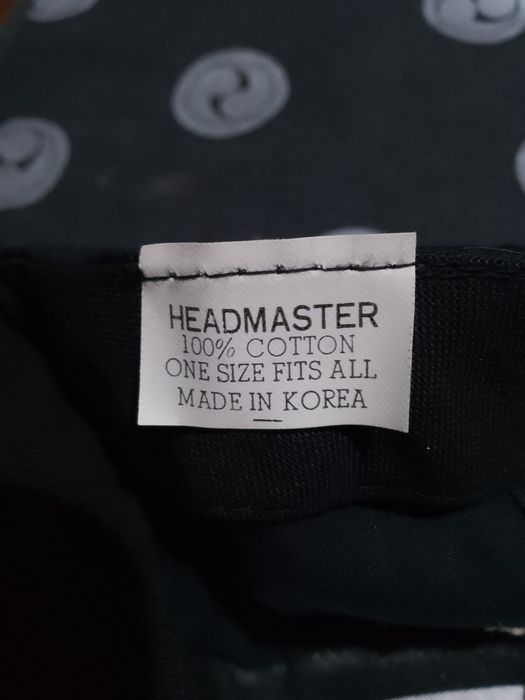 HEADMASTER
100% COTTON
ONE SIZE FITS ALL
MADE IN KOREA